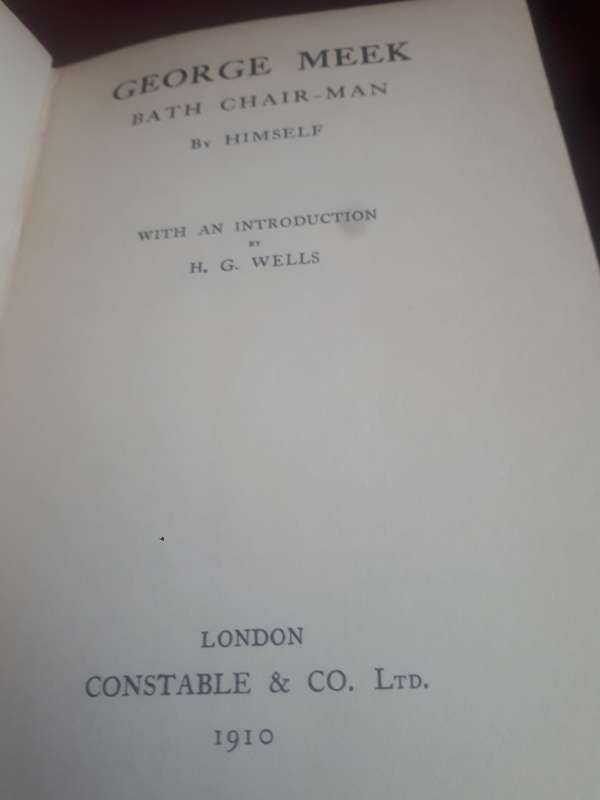 GEORGE MEEK
BATH CHAIR-MAN
By HIMSELF
WITH AN INTRODUCTION
BY
H. G. WELLS
LONDON
CONSTABLE & CO. LTD.
1910